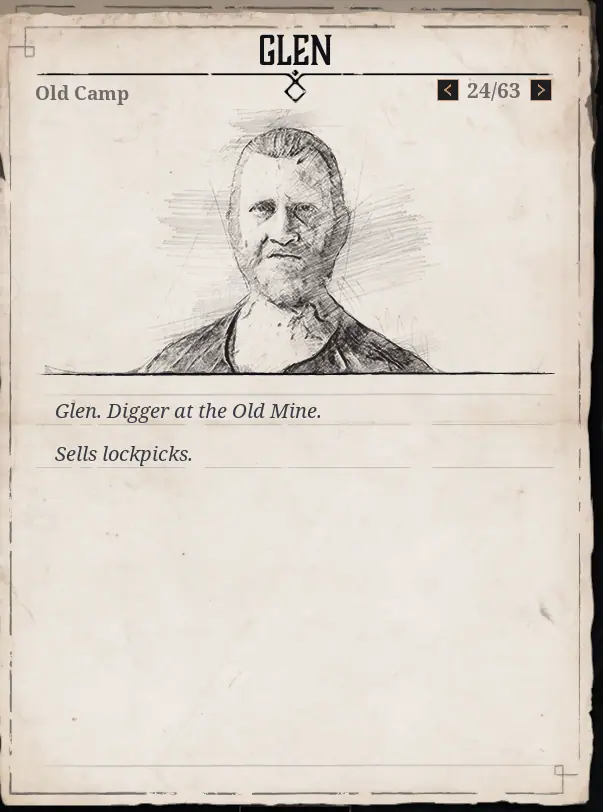 GLEN
Old Camp
24/63
Glen. Digger at the Old Mine.
Sells lockpicks.